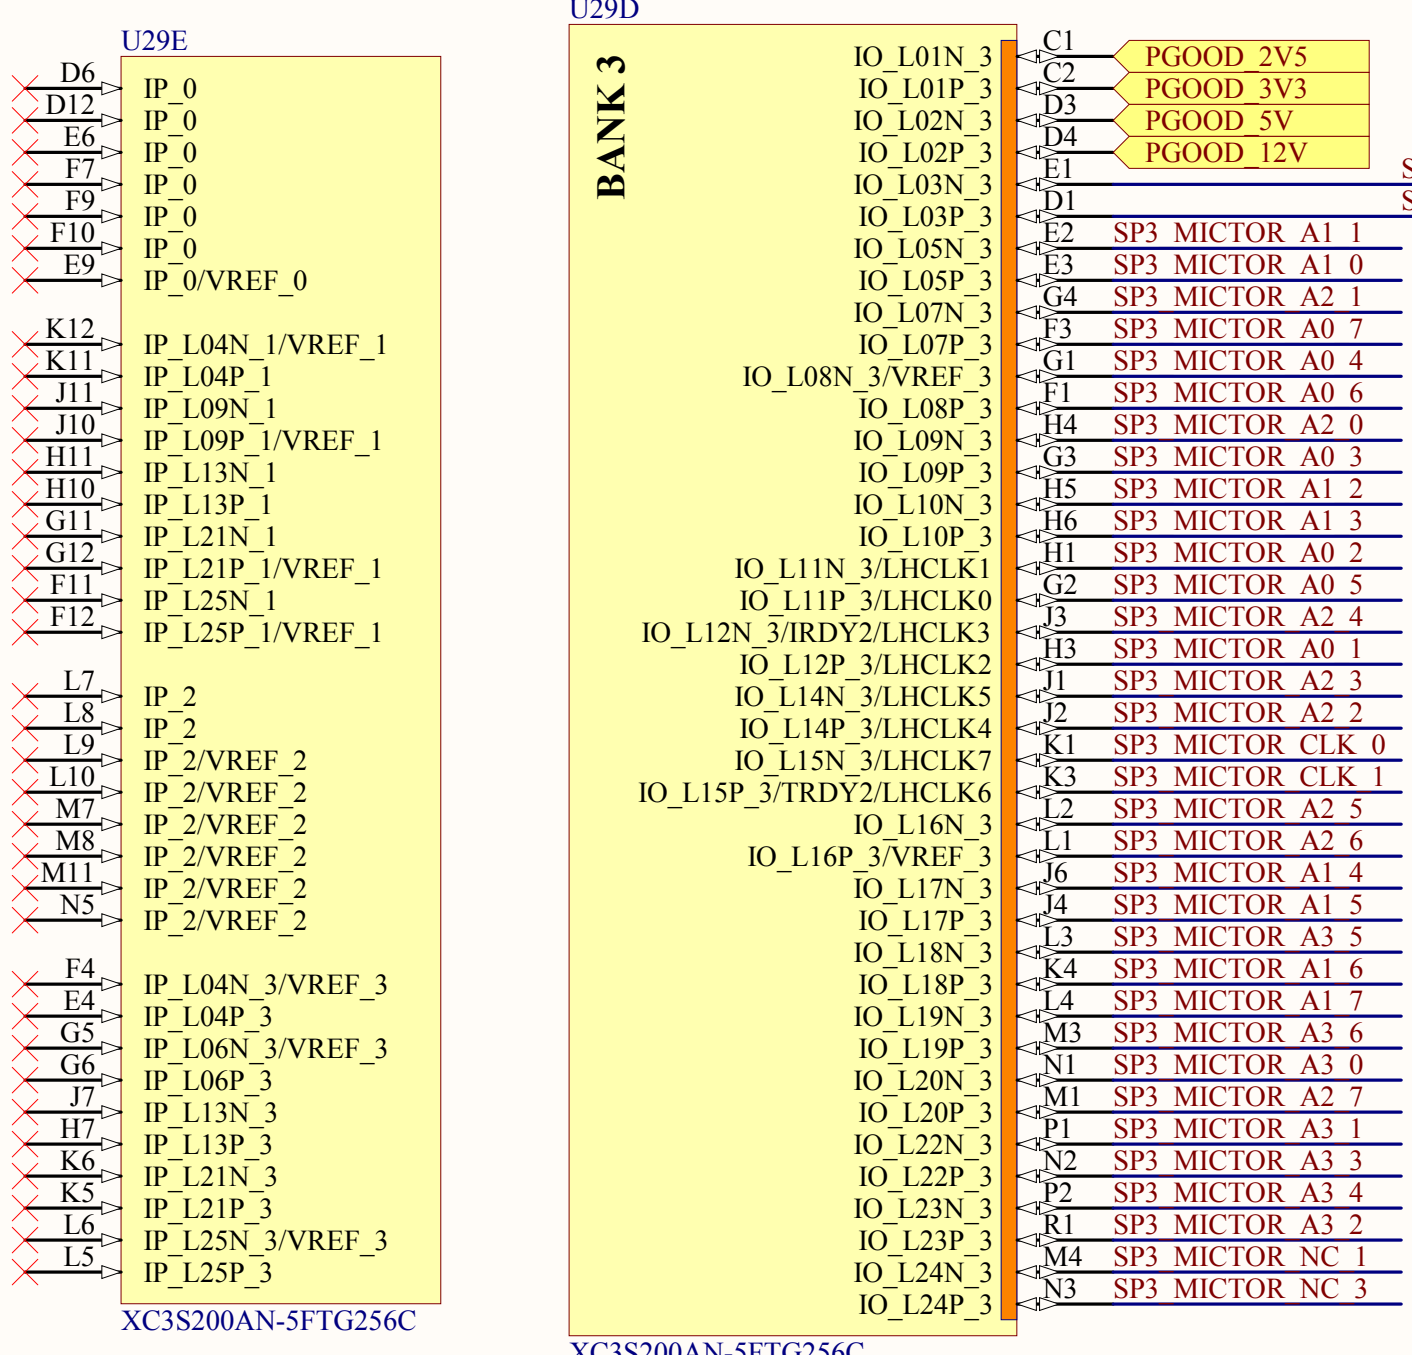 U29E
D6 IP_0
D12 IP_0
E6 IP_0
F7 IP_0
F9 IP_0
F10 IP_0
E9 IP_0/VREF_0
K12 IP_L04N_1/VREF_1
K11 IP_L04P_1
J11 IP_L09N_1
J10 IP_L09P_1/VREF_1
H11 IP_L13N_1
H10 IP_L13P_1
G11 IP_L21N_1
G12 IP_L21P_1/VREF_1
F11 IP_L25N_1
F12 IP_L25P_1/VREF_1
L7 IP_2
L8 IP_2
L9 IP_2/VREF_2
L10 IP_2/VREF_2
M7 IP_2/VREF_2
M8 IP_2/VREF_2
M11 IP_2/VREF_2
N5 IP_2/VREF_2
F4 IP_L04N_3/VREF_3
E4 IP_L04P_3
G5 IP_L06N_3/VREF_3
G6 IP_L06P_3
J7 IP_L13N_3
H7 IP_L13P_3
K6 IP_L21N_3
K5 IP_L21P_3
L6 IP_L25N_3/VREF_3
L5 IP_L25P_3
XC3S200AN-5FTG256C
U29D
BANK 3
IO_L01N_3 C1 PGOOD_2V5
IO_L01P_3 C2 PGOOD_3V3
IO_L02N_3 D3 PGOOD_5V
IO_L02P_3 D4 PGOOD_12V
IO_L03N_3 E1 S
IO_L03P_3 D1 S
IO_L05N_3 E2 SP3_MICTOR_A1_1
IO_L05P_3 E3 SP3_MICTOR_A1_0
IO_L07N_3 G4 SP3_MICTOR_A2_1
IO_L07P_3 F3 SP3_MICTOR_A0_7
IO_L08N_3/VREF_3 G1 SP3_MICTOR_A0_4
IO_L08P_3 F1 SP3_MICTOR_A0_6
IO_L09N_3 H4 SP3_MICTOR_A2_0
IO_L09P_3 G3 SP3_MICTOR_A0_3
IO_L10N_3 H5 SP3_MICTOR_A1_2
IO_L10P_3 H6 SP3_MICTOR_A1_3
IO_L11N_3/LHCLK1 H1 SP3_MICTOR_A0_2
IO_L11P_3/LHCLK0 G2 SP3_MICTOR_A0_5
IO_L12N_3/IRDY2/LHCLK3 J3 SP3_MICTOR_A2_4
IO_L12P_3/LHCLK2 H3 SP3_MICTOR_A0_1
IO_L14N_3/LHCLK5 J1 SP3_MICTOR_A2_3
IO_L14P_3/LHCLK4 J2 SP3_MICTOR_A2_2
IO_L15N_3/LHCLK7 K1 SP3_MICTOR_CLK_0
IO_L15P_3/TRDY2/LHCLK6 K3 SP3_MICTOR_CLK_1
IO_L16N_3 L2 SP3_MICTOR_A2_5
IO_L16P_3/VREF_3 L1 SP3_MICTOR_A2_6
IO_L17N_3 J6 SP3_MICTOR_A1_4
IO_L17P_3 J4 SP3_MICTOR_A1_5
IO_L18N_3 L3 SP3_MICTOR_A3_5
IO_L18P_3 K4 SP3_MICTOR_A1_6
IO_L19N_3 L4 SP3_MICTOR_A1_7
IO_L19P_3 M3 SP3_MICTOR_A3_6
IO_L20N_3 N1 SP3_MICTOR_A3_0
IO_L20P_3 M1 SP3_MICTOR_A2_7
IO_L22N_3 P1 SP3_MICTOR_A3_1
IO_L22P_3 N2 SP3_MICTOR_A3_3
IO_L23N_3 P2 SP3_MICTOR_A3_4
IO_L23P_3 R1 SP3_MICTOR_A3_2
IO_L24N_3 M4 SP3_MICTOR_NC_1
IO_L24P_3 N3 SP3_MICTOR_NC_3
XC3S200AN-5FTG256C